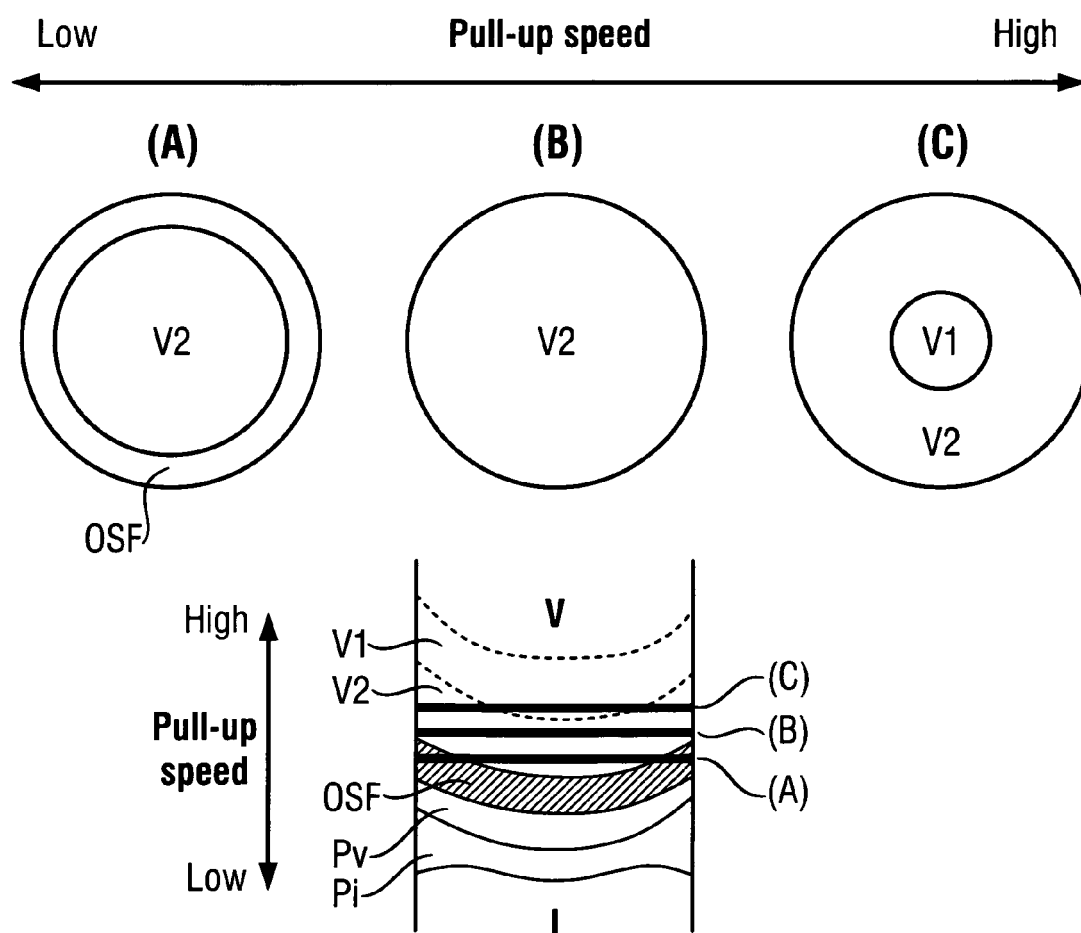 Low Pull-up speed High
(A) (B) (C)
V2 V2 V1
V2
OSF
High V
V1
V2 (C)
Pull-up speed (B)
OSF (A)
Pv
Low
Pi
I